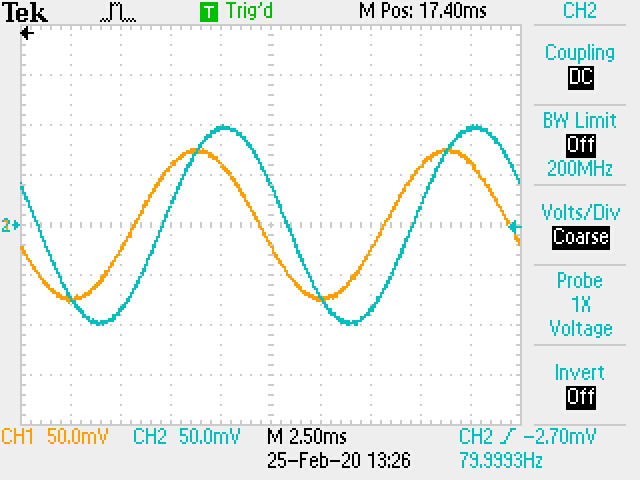 Tek T Trig'd M Pos: 17.40ms CH2
Coupling
DC
BW Limit
Off
200MHz
2
Volts/Div
Coarse
Probe
1X
Voltage
Invert
Off
CH1 50.0mV CH2 50.0mV M 2.50ms CH2 -2.70mV
25-Feb-20 13:26 79.9993Hz